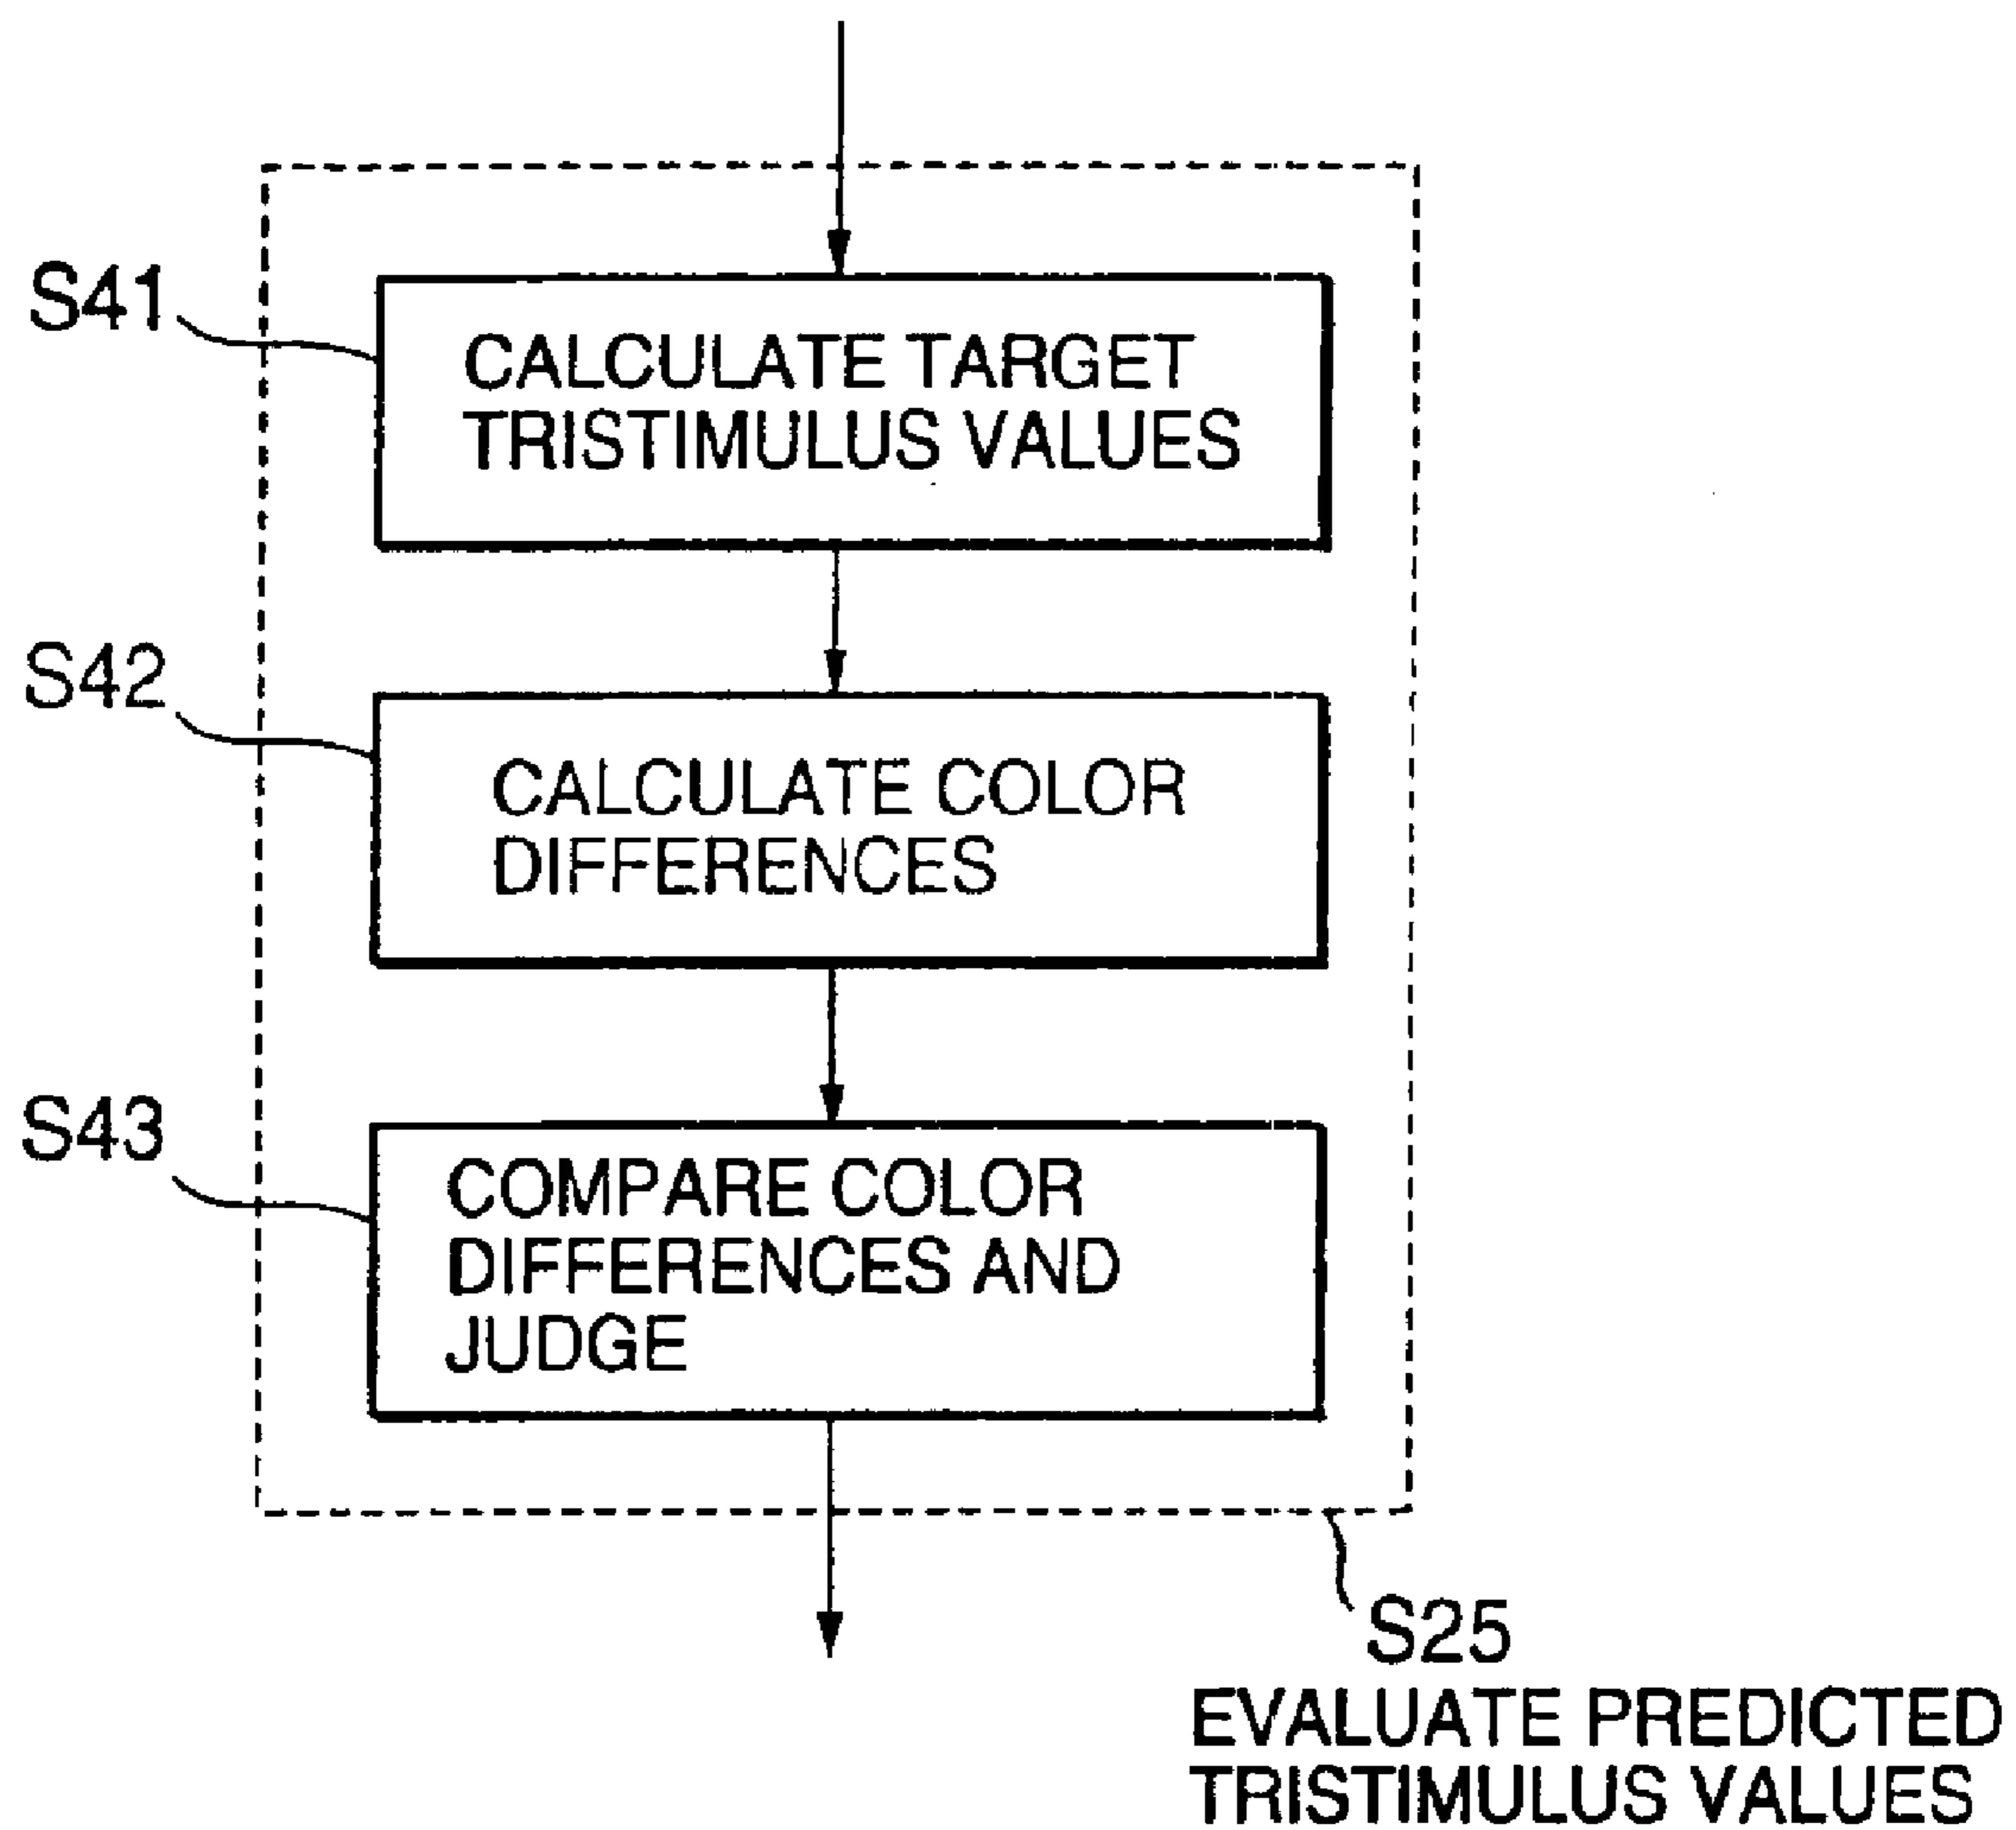 S41
CALCULATE TARGET
TRISTIMULUS VALUES
S42
CALCULATE COLOR
DIFFERENCES
S43
COMPARE COLOR
DIFFERENCES AND
JUDGE
S25
EVALUATE PREDICTED
TRISTIMULUS VALUES